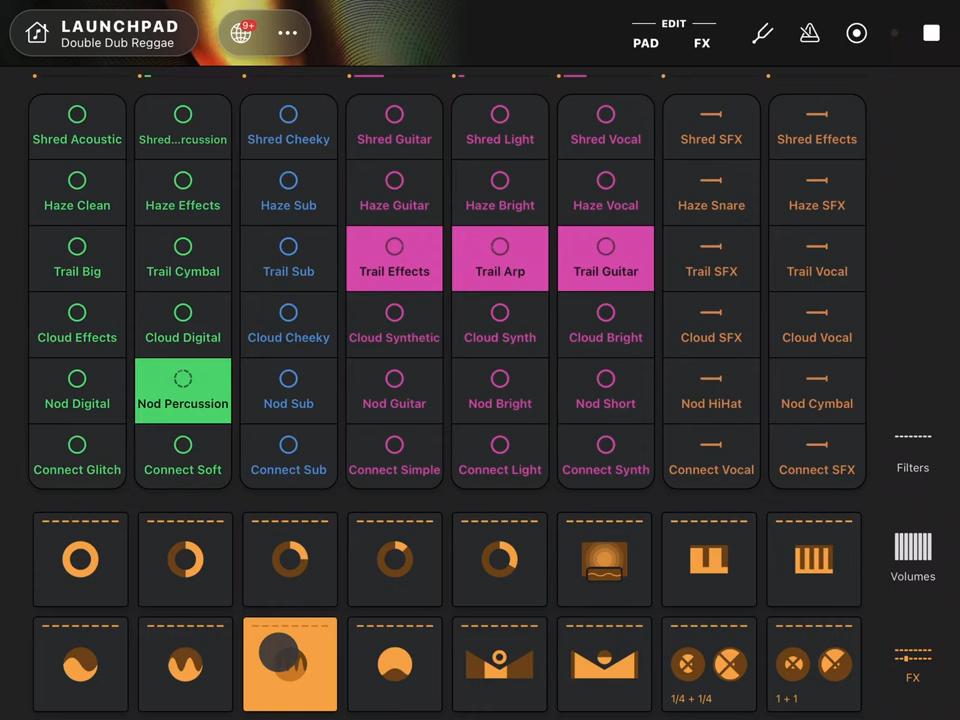 LAUNCHPAD
Double Dub Reggae
9+
EDIT
PAD FX
Shred Acoustic Shred...rcussion Shred Cheeky Shred Guitar Shred Light Shred Vocal Shred SFX Shred Effects
Haze Clean Haze Effects Haze Sub Haze Guitar Haze Bright Haze Vocal Haze Snare Haze SFX
Trail Big Trail Cymbal Trail Sub Trail Effects Trail Arp Trail Guitar Trail SFX Trail Vocal
Cloud Effects Cloud Digital Cloud Cheeky Cloud Synthetic Cloud Synth Cloud Bright Cloud SFX Cloud Vocal
Nod Digital Nod Percussion Nod Sub Nod Guitar Nod Bright Nod Short Nod HiHat Nod Cymbal
Connect Glitch Connect Soft Connect Sub Connect Simple Connect Light Connect Synth Connect Vocal Connect SFX
Filters
Volumes
FX
1/4 + 1/4 1 + 1